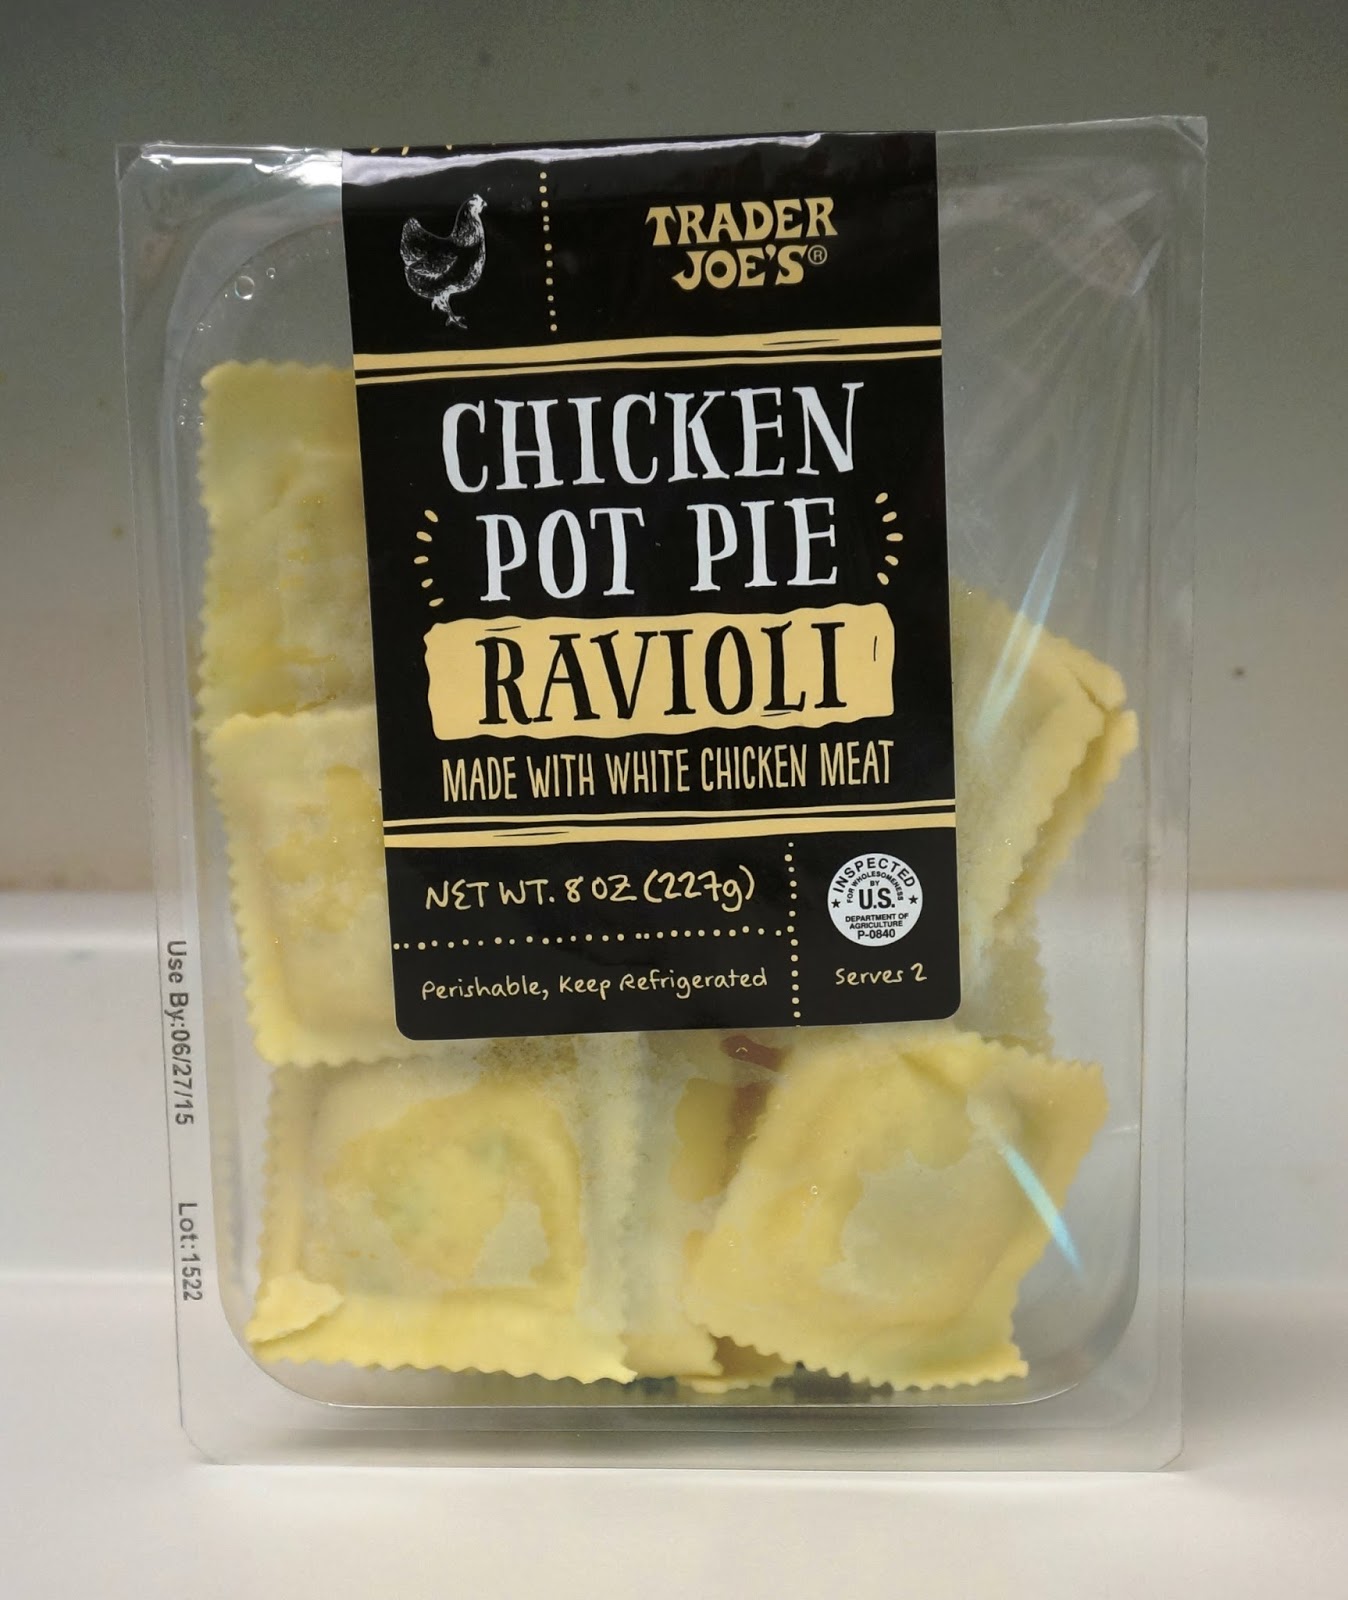 TRADER
JOE'S®
CHICKEN
POT PIE
RAVIOLI
MADE WITH WHITE CHICKEN MEAT
NET WT. 8 OZ (227g)
INSPECTED
FOR WHOLESOMENESS
BY
U.S.
DEPARTMENT OF
AGRICULTURE
P-0840
Perishable, Keep Refrigerated
Serves 2
Use By:06/27/15 Lot:1522